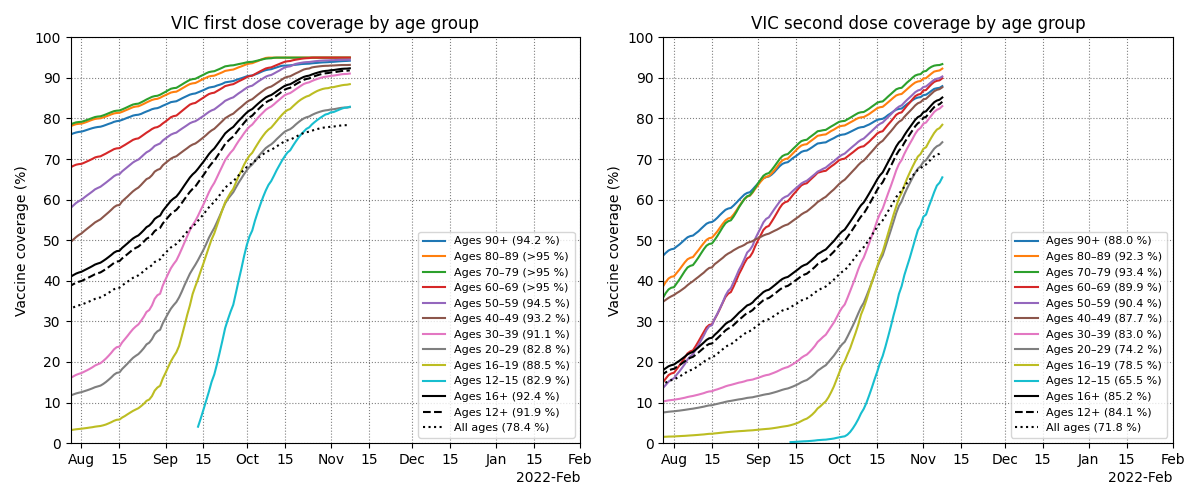 VIC first dose coverage by age group
Vaccine coverage (%)
100
90
80
70
60
50
40
30
20
10
0
Ages 90+ (94.2 %)
Ages 80–89 (>95 %)
Ages 70–79 (>95 %)
Ages 60–69 (>95 %)
Ages 50–59 (94.5 %)
Ages 40–49 (93.2 %)
Ages 30–39 (91.1 %)
Ages 20–29 (82.8 %)
Ages 16–19 (88.5 %)
Ages 12–15 (82.9 %)
Ages 16+ (92.4 %)
Ages 12+ (91.9 %)
All ages (78.4 %)
Aug 15 Sep 15 Oct 15 Nov 15 Dec 15 Jan 15 Feb
2022-Feb
VIC second dose coverage by age group
Vaccine coverage (%)
100
90
80
70
60
50
40
30
20
10
0
Ages 90+ (88.0 %)
Ages 80–89 (92.3 %)
Ages 70–79 (93.4 %)
Ages 60–69 (89.9 %)
Ages 50–59 (90.4 %)
Ages 40–49 (87.7 %)
Ages 30–39 (83.0 %)
Ages 20–29 (74.2 %)
Ages 16–19 (78.5 %)
Ages 12–15 (65.5 %)
Ages 16+ (85.2 %)
Ages 12+ (84.1 %)
All ages (71.8 %)
Aug 15 Sep 15 Oct 15 Nov 15 Dec 15 Jan 15 Feb
2022-Feb